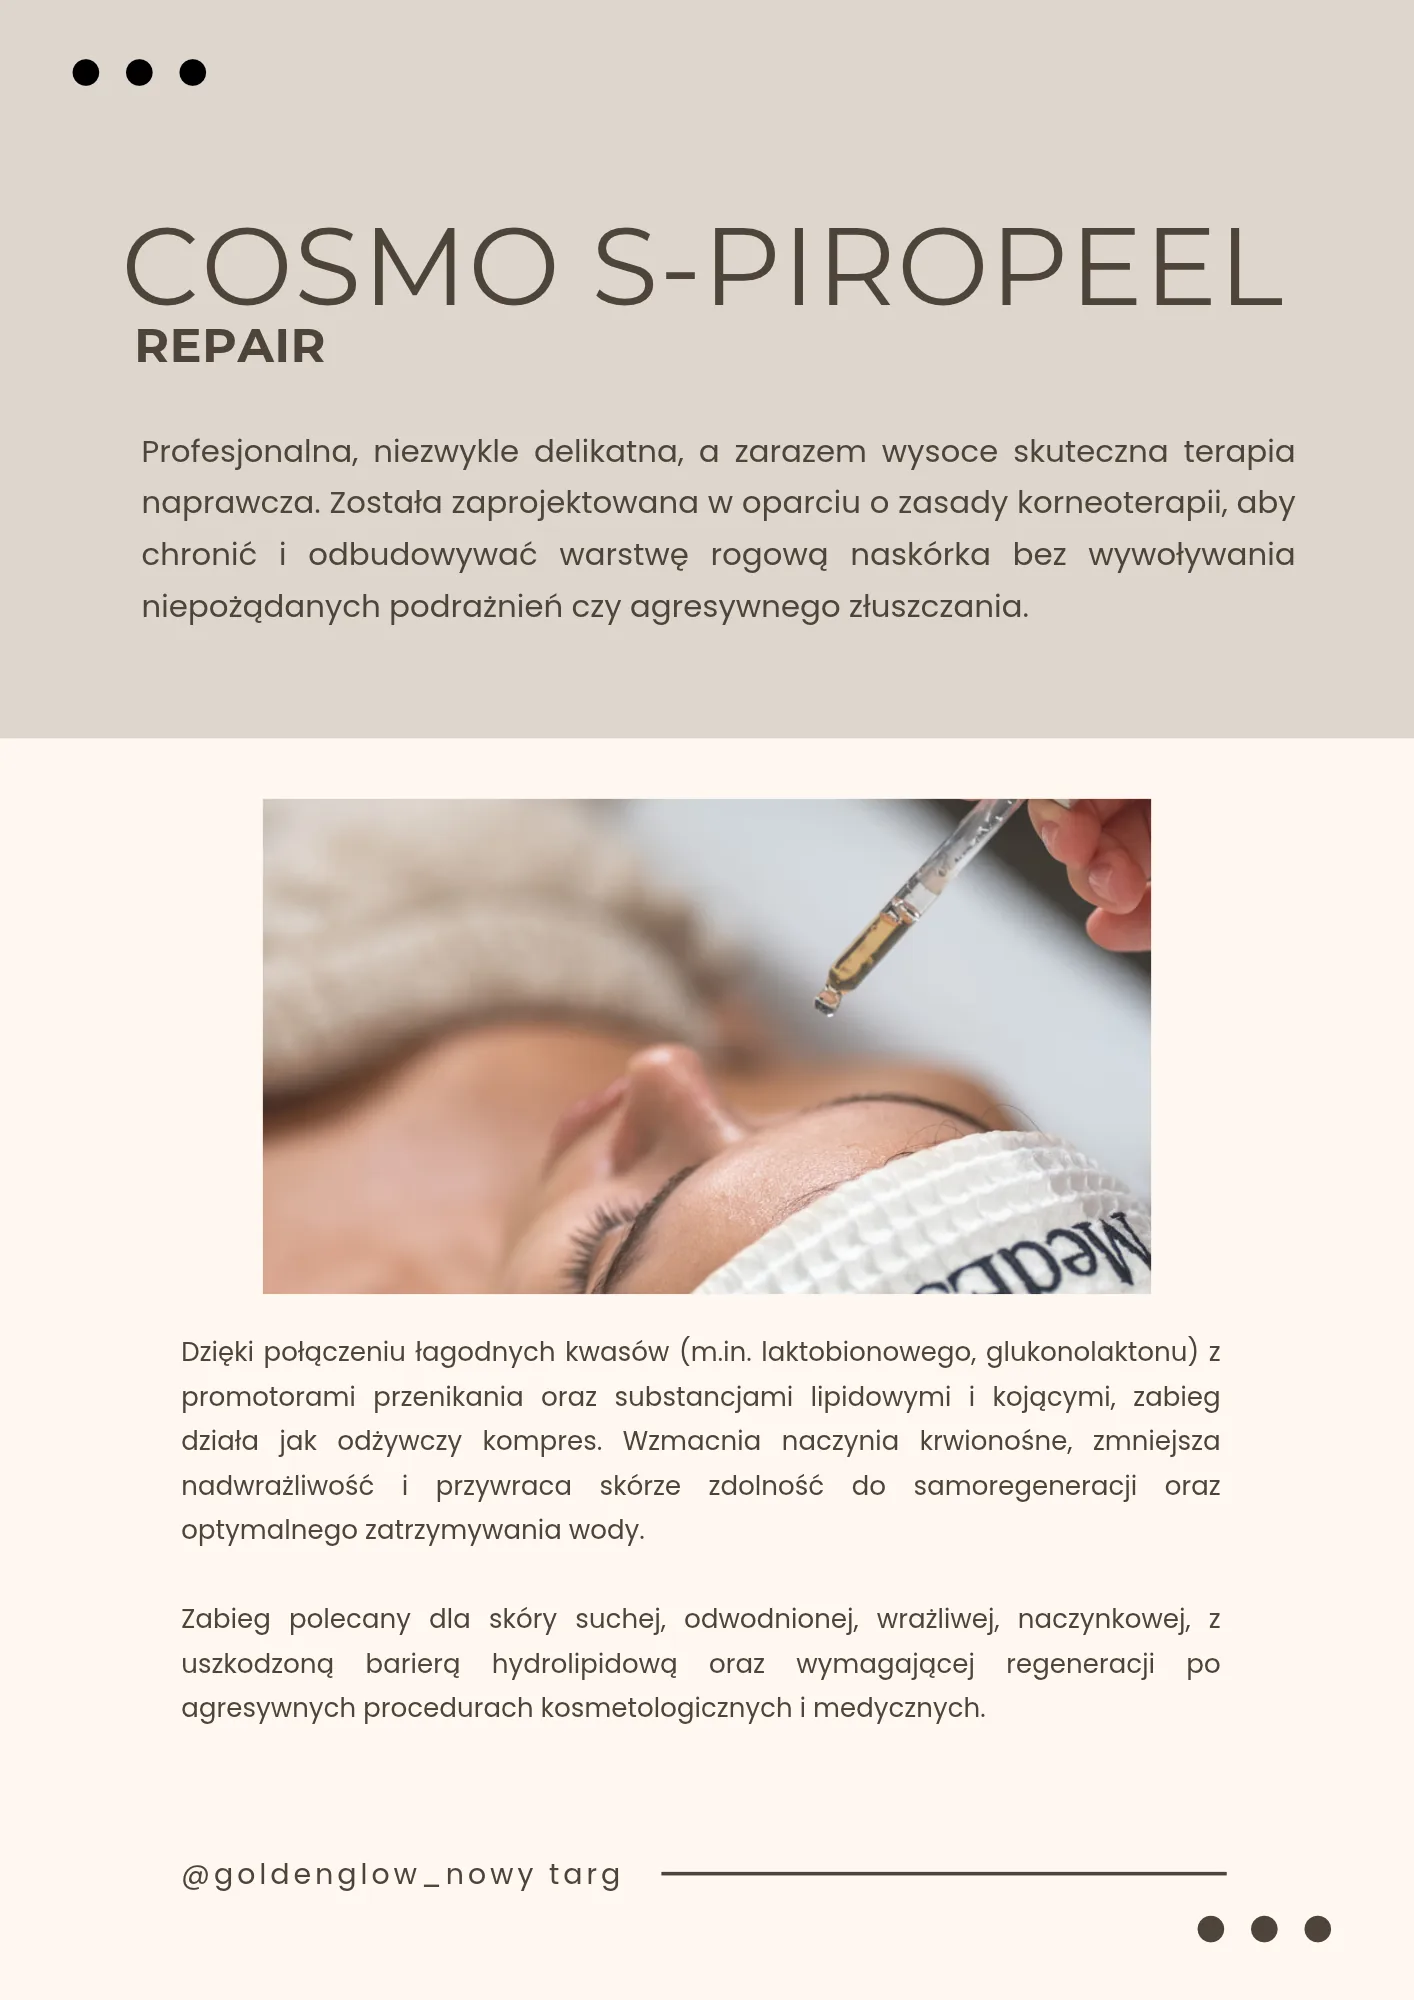 COSMO S-PIROPEEL
REPAIR
Profesjonalna, niezwykle delikatna, a zarazem wysoce skuteczna terapia
naprawcza. Została zaprojektowana w oparciu o zasady korneoterapii, aby
chronić i odbudowywać warstwę rogową naskórka bez wywoływania
niepożądanych podrażnień czy agresywnego złuszczania.
Dzięki połączeniu łagodnych kwasów (m.in. laktobionowego, glukonolaktonu) z
promotorami przenikania oraz substancjami lipidowymi i kojącymi, zabieg
działa jak odżywczy kompres. Wzmacnia naczynia krwionośne, zmniejsza
nadwrażliwość i przywraca skórze zdolność do samoregeneracji oraz
optymalnego zatrzymywania wody.
Zabieg polecany dla skóry suchej, odwodnionej, wrażliwej, naczynkowej, z
uszkodzoną barierą hydrolipidową oraz wymagającej regeneracji po
agresywnych procedurach kosmetologicznych i medycznych.
@goldenglow_nowy targ